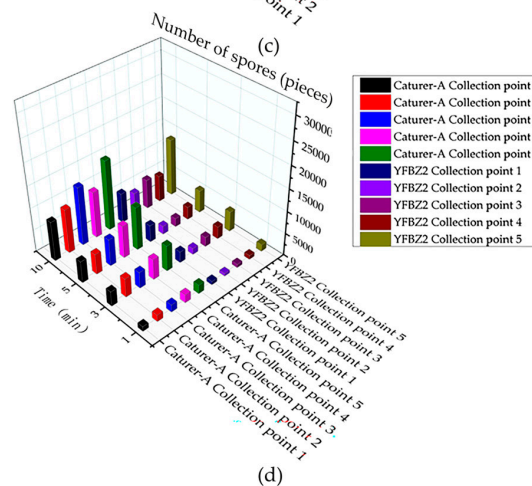 point 2
point 1
(c)
Number of spores (pieces)
30000
25000
20000
15000
10000
5000
0
10
5
3
1
Time (min)
YFBZ2 Collection point 5
YFBZ2 Collection point 4
YFBZ2 Collection point 3
YFBZ2 Collection point 2
YFBZ2 Collection point 1
Caturer-A Collection point 5
Caturer-A Collection point 4
Caturer-A Collection point 3
Caturer-A Collection point 2
Caturer-A Collection point 1
Caturer-A Collection point
Caturer-A Collection point
Caturer-A Collection point
Caturer-A Collection point
Caturer-A Collection point
YFBZ2 Collection point 1
YFBZ2 Collection point 2
YFBZ2 Collection point 3
YFBZ2 Collection point 4
YFBZ2 Collection point 5
(d)